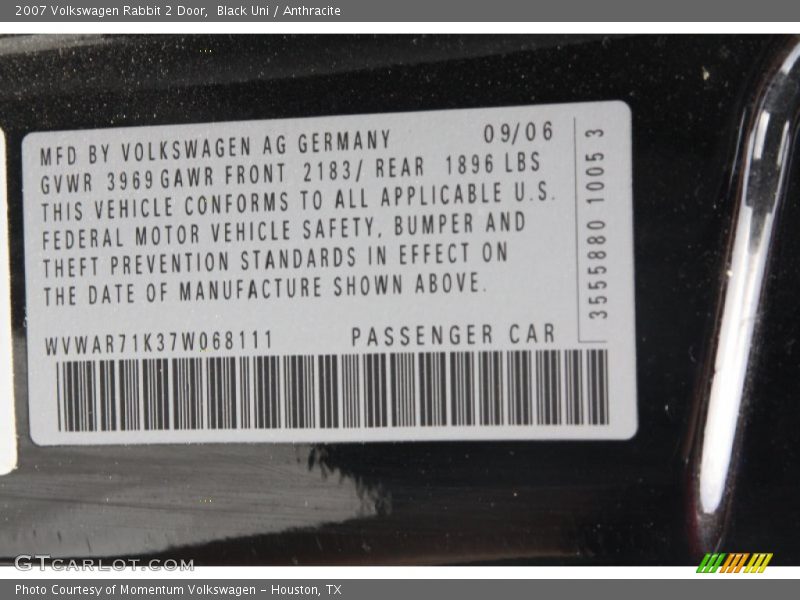 2007 Volkswagen Rabbit 2 Door,  Black Uni / Anthracite
MFD BY VOLKSWAGEN AG GERMANY 09/06
GVWR 3969 GAWR FRONT 2183/ REAR 1896 LBS
THIS VEHICLE CONFORMS TO ALL APPLICABLE U.S.
FEDERAL MOTOR VEHICLE SAFETY, BUMPER AND
THEFT PREVENTION STANDARDS IN EFFECT ON
THE DATE OF MANUFACTURE SHOWN ABOVE.
WVWAR71K37W068111 PASSENGER CAR
3555880 10053
GTCARLOT.COM
Photo Courtesy of Momentum Volkswagen - Houston, TX